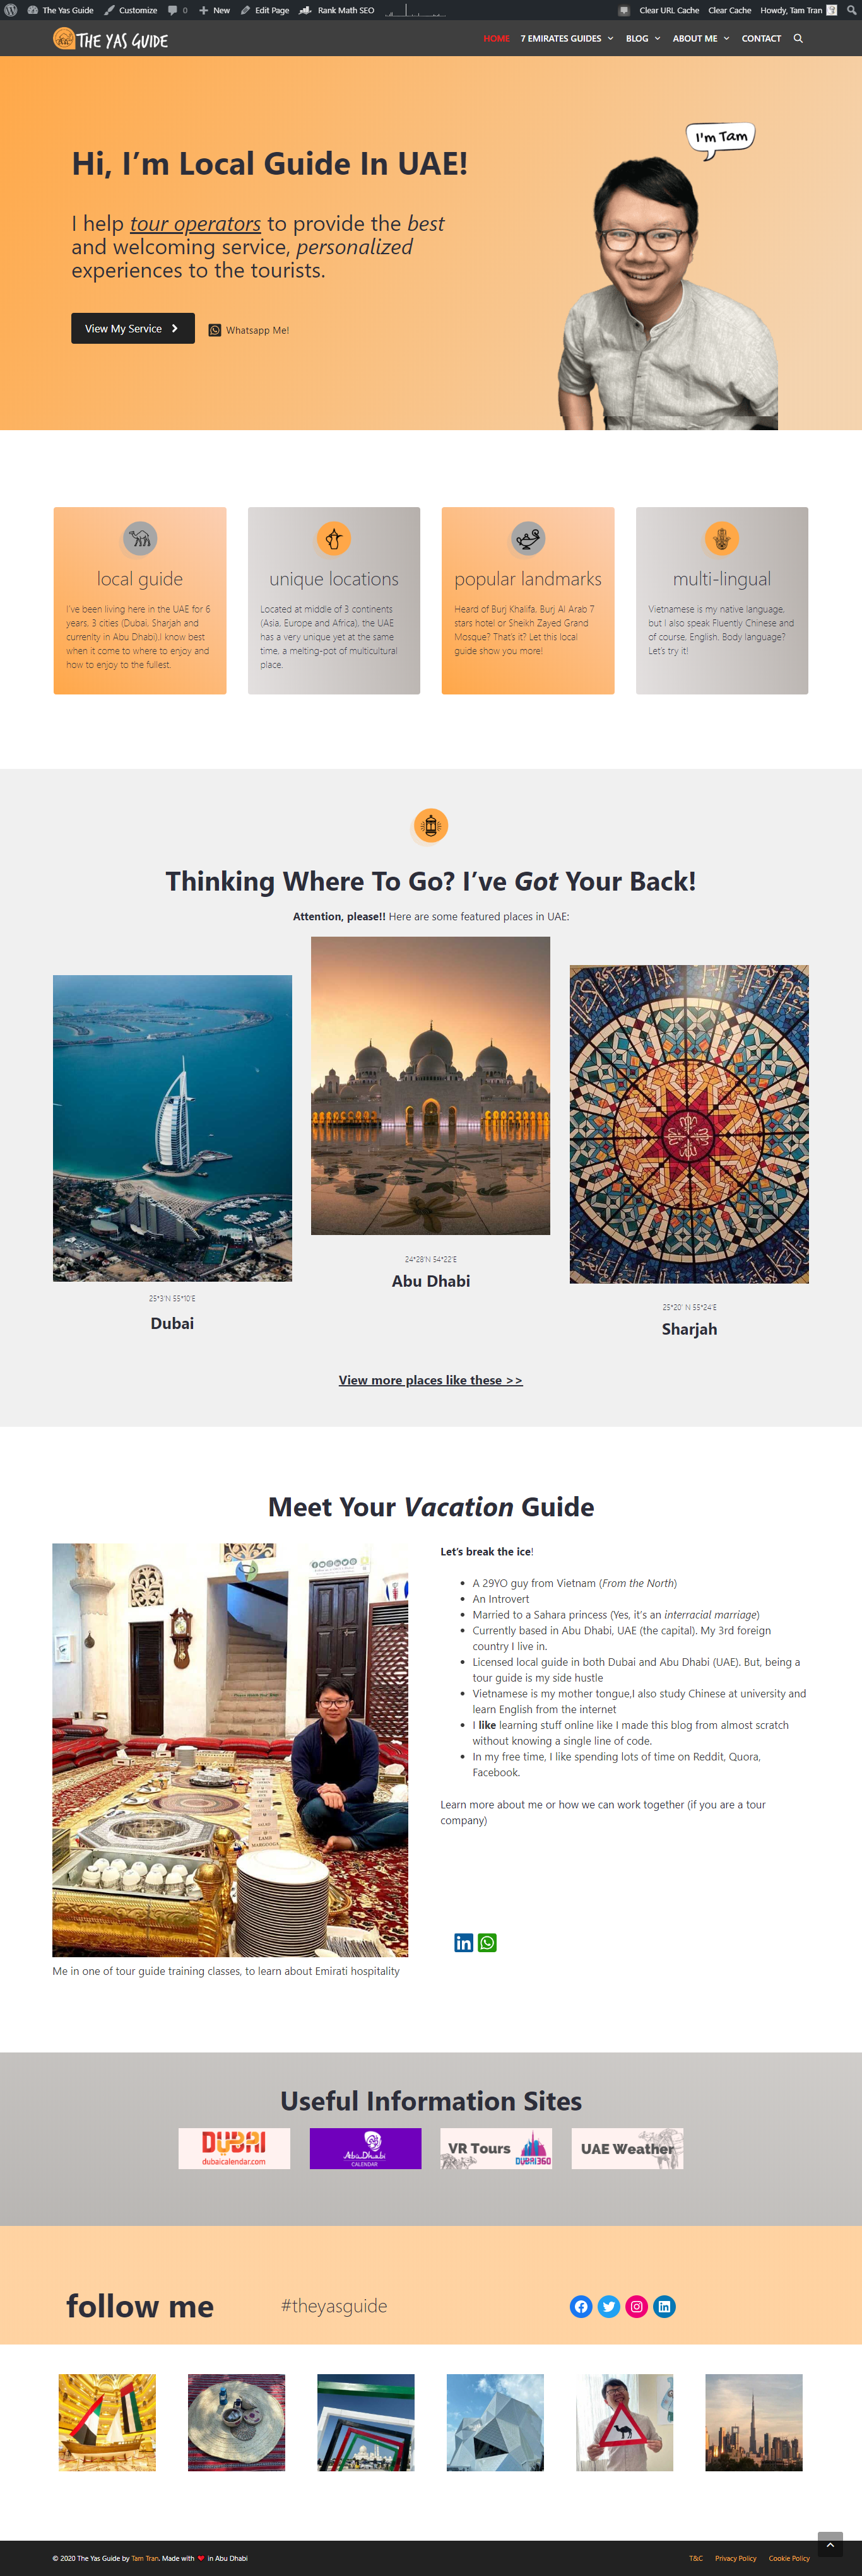 The Yas Guide Customize 0 New Edit Page Rank Math SEO Clear URL Cache Clear Cache Howdy, Tam Tran
THE YAS GUIDE
HOME 7 EMIRATES GUIDES BLOG ABOUT ME CONTACT
I'm Tam
Hi, I'm Local Guide In UAE!
I help tour operators to provide the best
and welcoming service, personalized
experiences to the tourists.
View My Service
Whatsapp Me!
local guide
I've been living here in the UAE for 6
years, 3 cities (Dubai, Sharjah and
currenlty in Abu Dhabi).I know best
when it come to where to enjoy and
how to enjoy to the fullest.
unique locations
Located at middle of 3 continents
(Asia, Europe and Africa), the UAE
has a very unique yet at the same
time, a melting-pot of multicultural
place.
popular landmarks
Heard of Burj Khalifa, Burj Al Arab 7
stars hotel or Sheikh Zayed Grand
Mosque? That's it? Let this local
guide show you more!
multi-lingual
Vietnamese is my native language,
but I also speak Fluently Chinese and
of course, English. Body language?
Let's try it!
Thinking Where To Go? I've Got Your Back!
Attention, please!! Here are some featured places in UAE:
25°3'N 55°10'E
Dubai
24°28'N 54°22'E
Abu Dhabi
25°20' N 55°24'E
Sharjah
View more places like these >>
Meet Your Vacation Guide
Me in one of tour guide training classes, to learn about Emirati hospitality
Let's break the ice!
A 29YO guy from Vietnam (From the North)
An Introvert
Married to a Sahara princess (Yes, it's an interracial marriage)
Currently based in Abu Dhabi, UAE (the capital). My 3rd foreign
country I live in.
Licensed local guide in both Dubai and Abu Dhabi (UAE). But, being a
tour guide is my side hustle
Vietnamese is my mother tongue,I also study Chinese at university and
learn English from the internet
I like learning stuff online like I made this blog from almost scratch
without knowing a single line of code.
In my free time, I like spending lots of time on Reddit, Quora,
Facebook.
Learn more about me or how we can work together (if you are a tour
company)
in
Useful Information Sites
DUBAI
dubaicalendar.com
AbuDhabi
CALENDAR
VR Tours
DUBAI360
UAE Weather
follow me
#theyasguide
© 2020 The Yas Guide by Tam Tran. Made with ❤ in Abu Dhabi
T&C Privacy Policy Cookie Policy